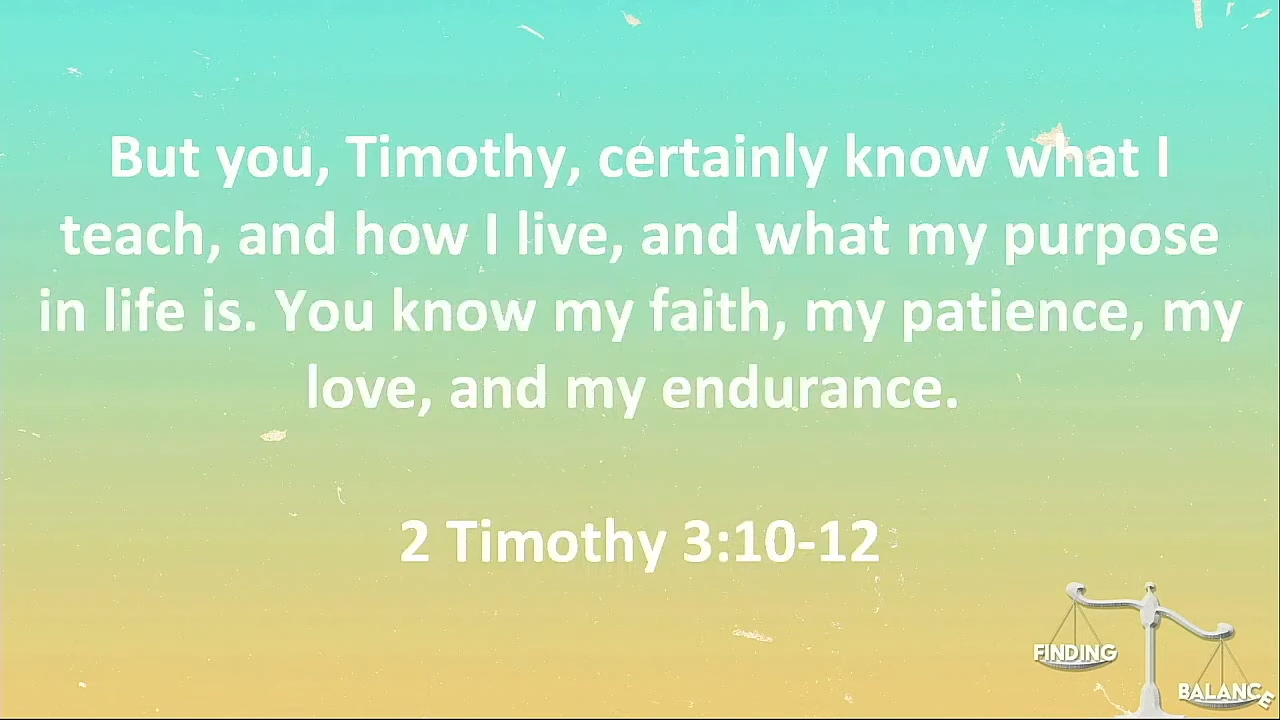 But you, Timothy, certainly know what I
teach, and how I live, and what my purpose
in life is. You know my faith, my patience, my
love, and my endurance.
2 Timothy 3:10-12
FINDING
BALANCE